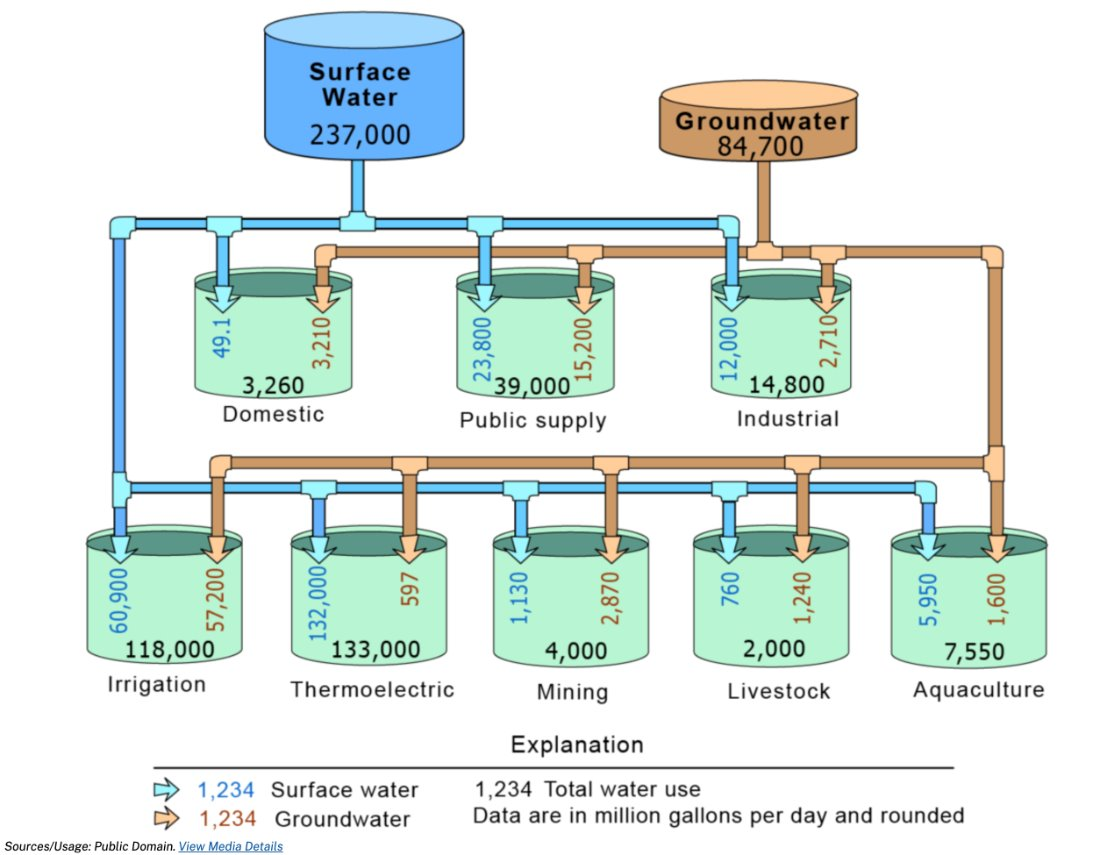 Surface
Water
237,000
Groundwater
84,700
49.1
3,210
3,260
Domestic
23,800
15,200
39,000
Public supply
12,000
2,710
14,800
Industrial
60,900
57,200
118,000
Irrigation
132,000
597
133,000
Thermoelectric
1,130
2,870
4,000
Mining
760
1,240
2,000
Livestock
5,950
1,600
7,550
Aquaculture
Explanation
1,234 Surface water
1,234 Total water use
1,234 Groundwater
Data are in million gallons per day and rounded
Sources/Usage: Public Domain. View Media Details